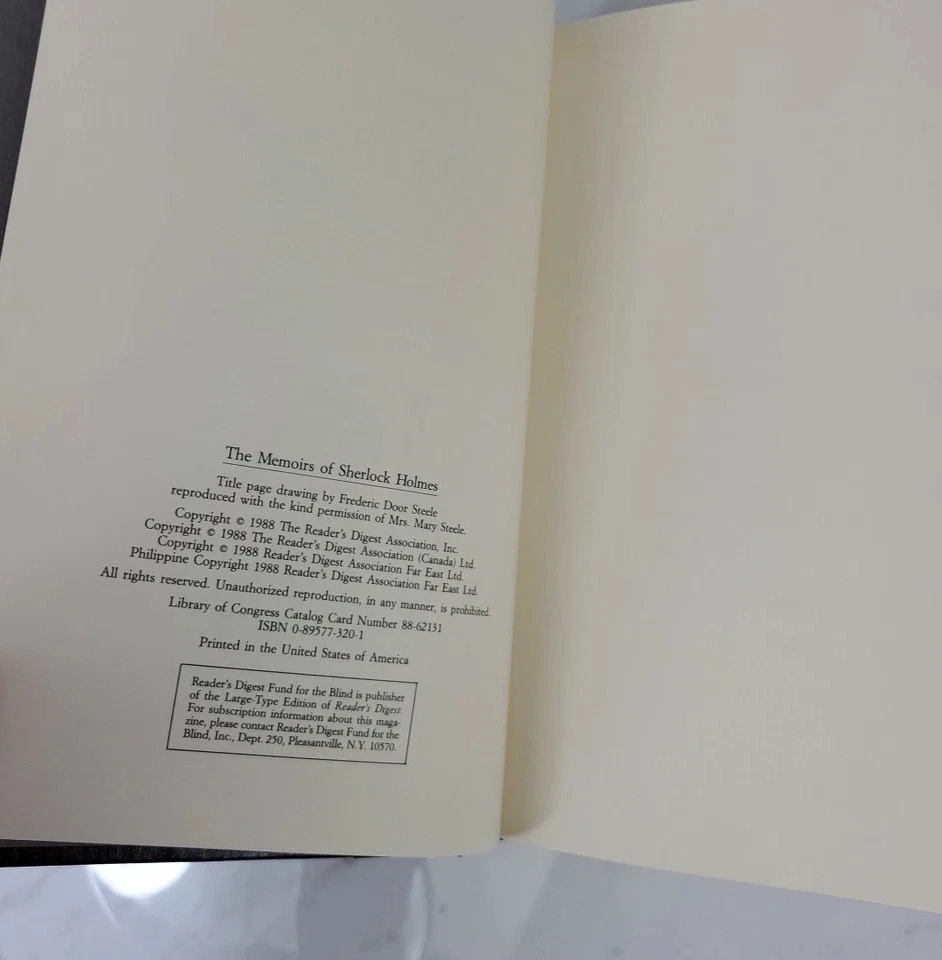 The Memoirs of Sherlock Holmes
Title page drawing by Frederic Door Steele
reproduced with the kind permission of Mrs. Mary Steele.
Copyright © 1988 The Reader's Digest Association, Inc.
Copyright © 1988 The Reader's Digest Association (Canada) Ltd.
Copyright © 1988 Reader's Digest Association Far East Ltd.
Philippine Copyright 1988 Reader's Digest Association Far East Ltd.
All rights reserved. Unauthorized reproduction, in any manner, is prohibited.
Library of Congress Catalog Card Number 88-62131
ISBN 0-89577-320-1
Printed in the United States of America
Reader's Digest Fund for the Blind is publisher
of the Large-Type Edition of Reader's Digest.
For subscription information about this maga-
zine, please contact Reader's Digest Fund for the
Blind, Inc., Dept. 250, Pleasantville, N.Y. 10570.